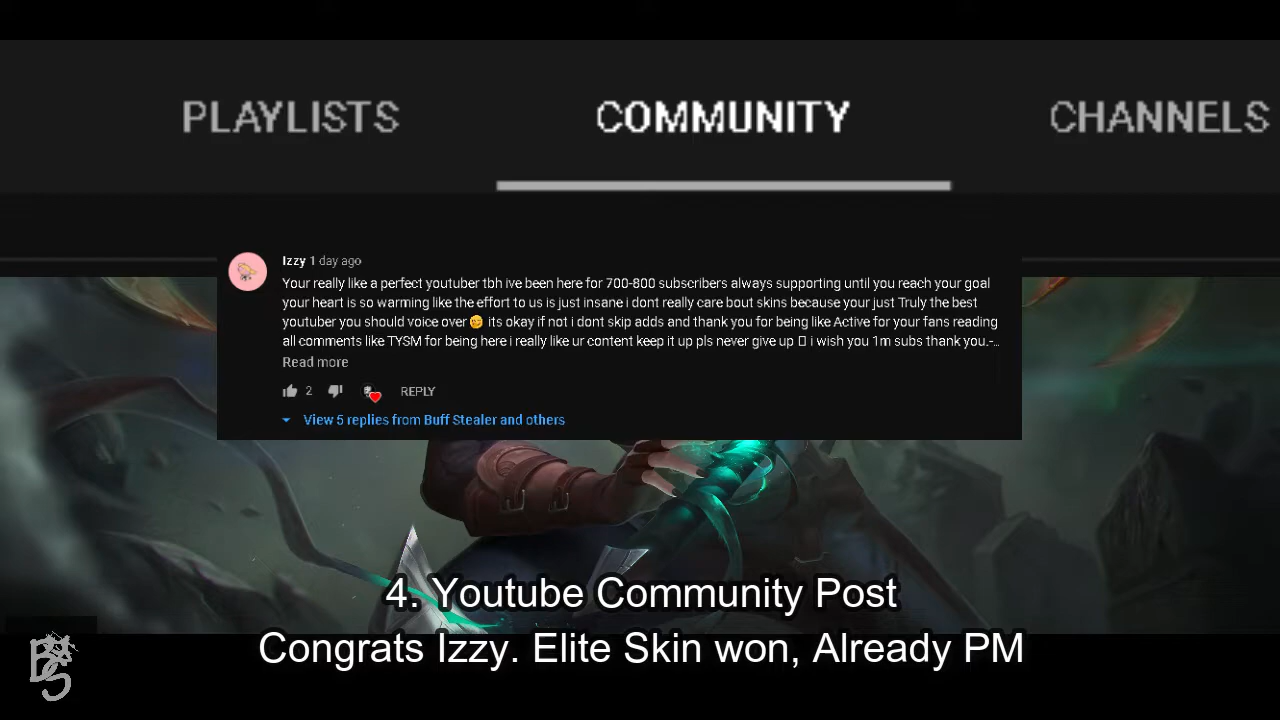 PLAYLISTS COMMUNITY CHANNELS
Izzy 1 day ago
Your really like a perfect youtuber tbh ive been here for 700-800 subscribers always supporting until you reach your goal
your heart is so warming like the effort to us is just insane i dont really care bout skins because your just Truly the best
youtuber you should voice over 😊 its okay if not i dont skip adds and thank you for being like Active for your fans reading
all comments like TYSM for being here i really like ur content keep it up pls never give up ▯ i wish you 1m subs thank you.-...
Read more
2 REPLY
View 5 replies from Buff Stealer and others
4. Youtube Community Post
Congrats Izzy. Elite Skin won, Already PM
BS